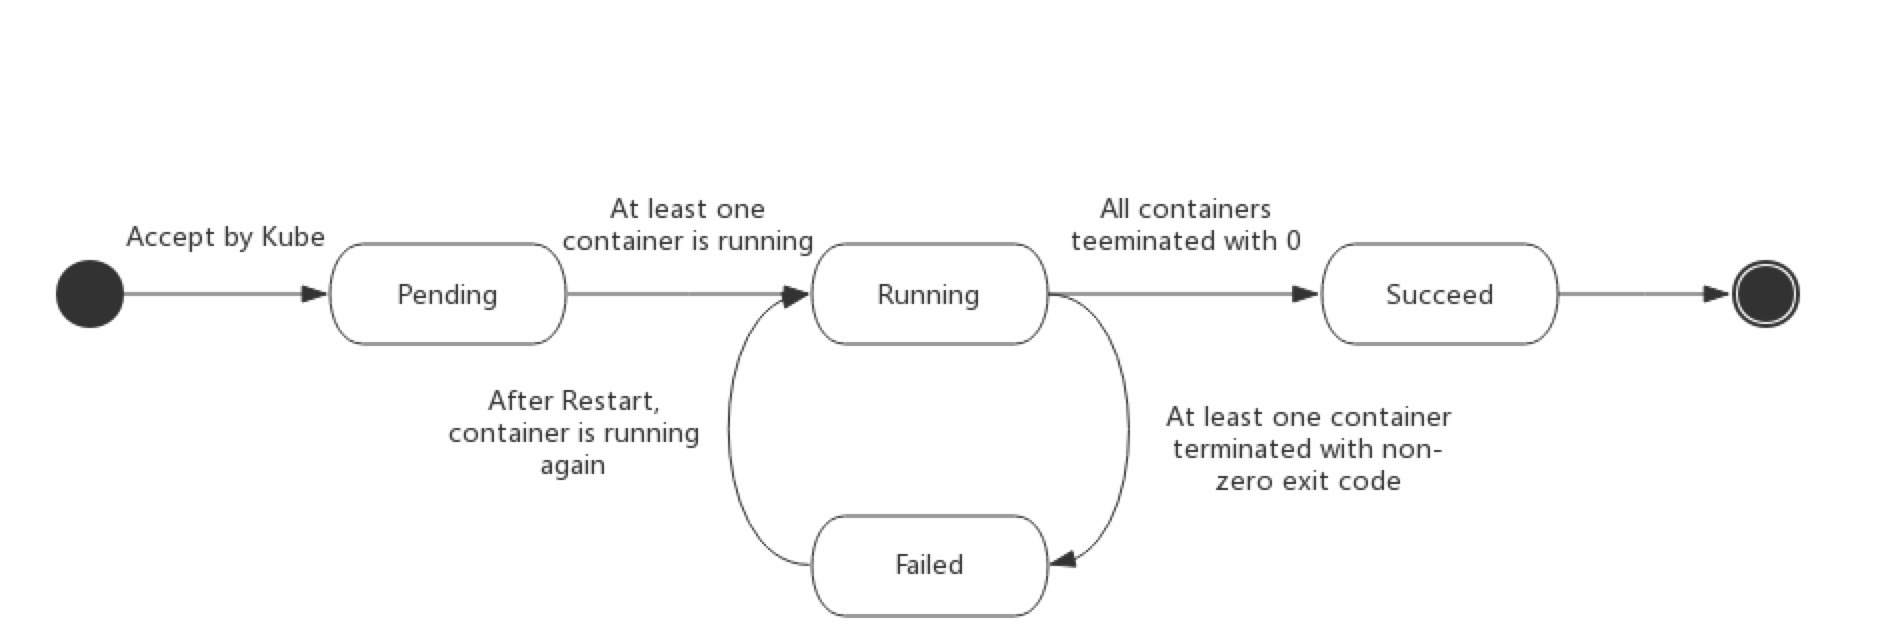 Accept by Kube
Pending
At least one
container is running
Running
All containers
teeminated with 0
Succeed
After Restart,
container is running
again
At least one container
terminated with non-
zero exit code
Failed